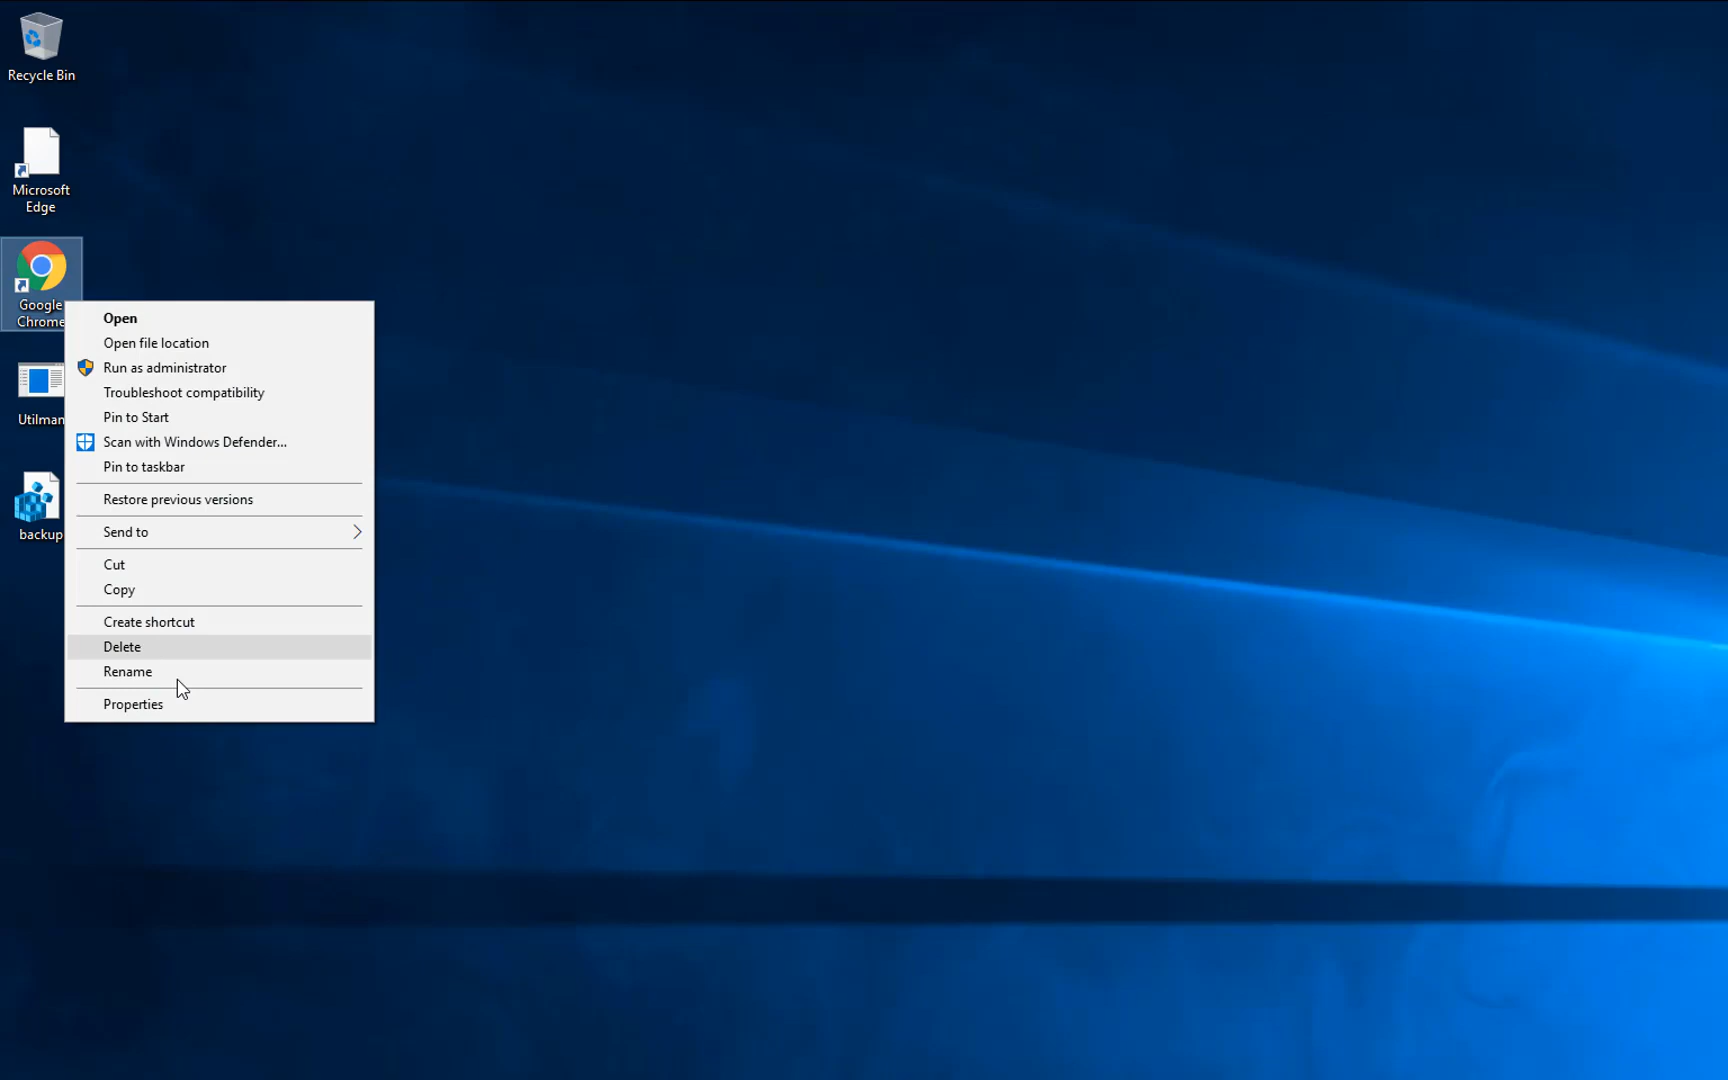 Recycle Bin
Microsoft
Edge
Google
Chrome
Utilman
backup
Open
Open file location
Run as administrator
Troubleshoot compatibility
Pin to Start
Scan with Windows Defender...
Pin to taskbar
Restore previous versions
Send to
Cut
Copy
Create shortcut
Delete
Rename
Properties